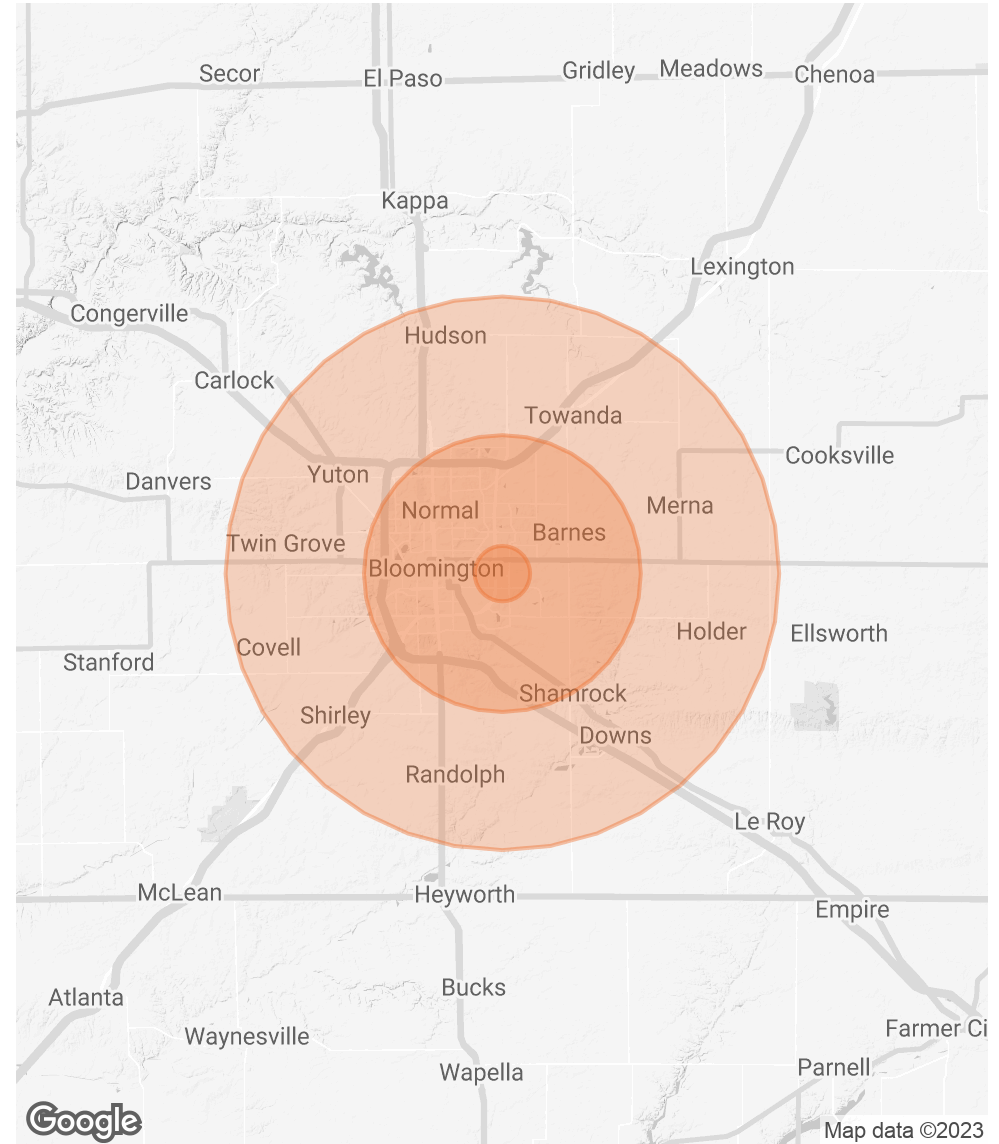 Secor
El Paso
Gridley
Meadows
Chenoa
Kappa
Lexington
Congerville
Hudson
Carlock
Towanda
Cooksville
Danvers
Yuton
Normal
Merna
Barnes
Twin Grove
Bloomington
Holder
Ellsworth
Covell
Stanford
Shamrock
Shirley
Downs
Randolph
Le Roy
McLean
Heyworth
Empire
Bucks
Atlanta
Waynesville
Farmer Ci
Parnell
Wapella
Google
Map data ©2023